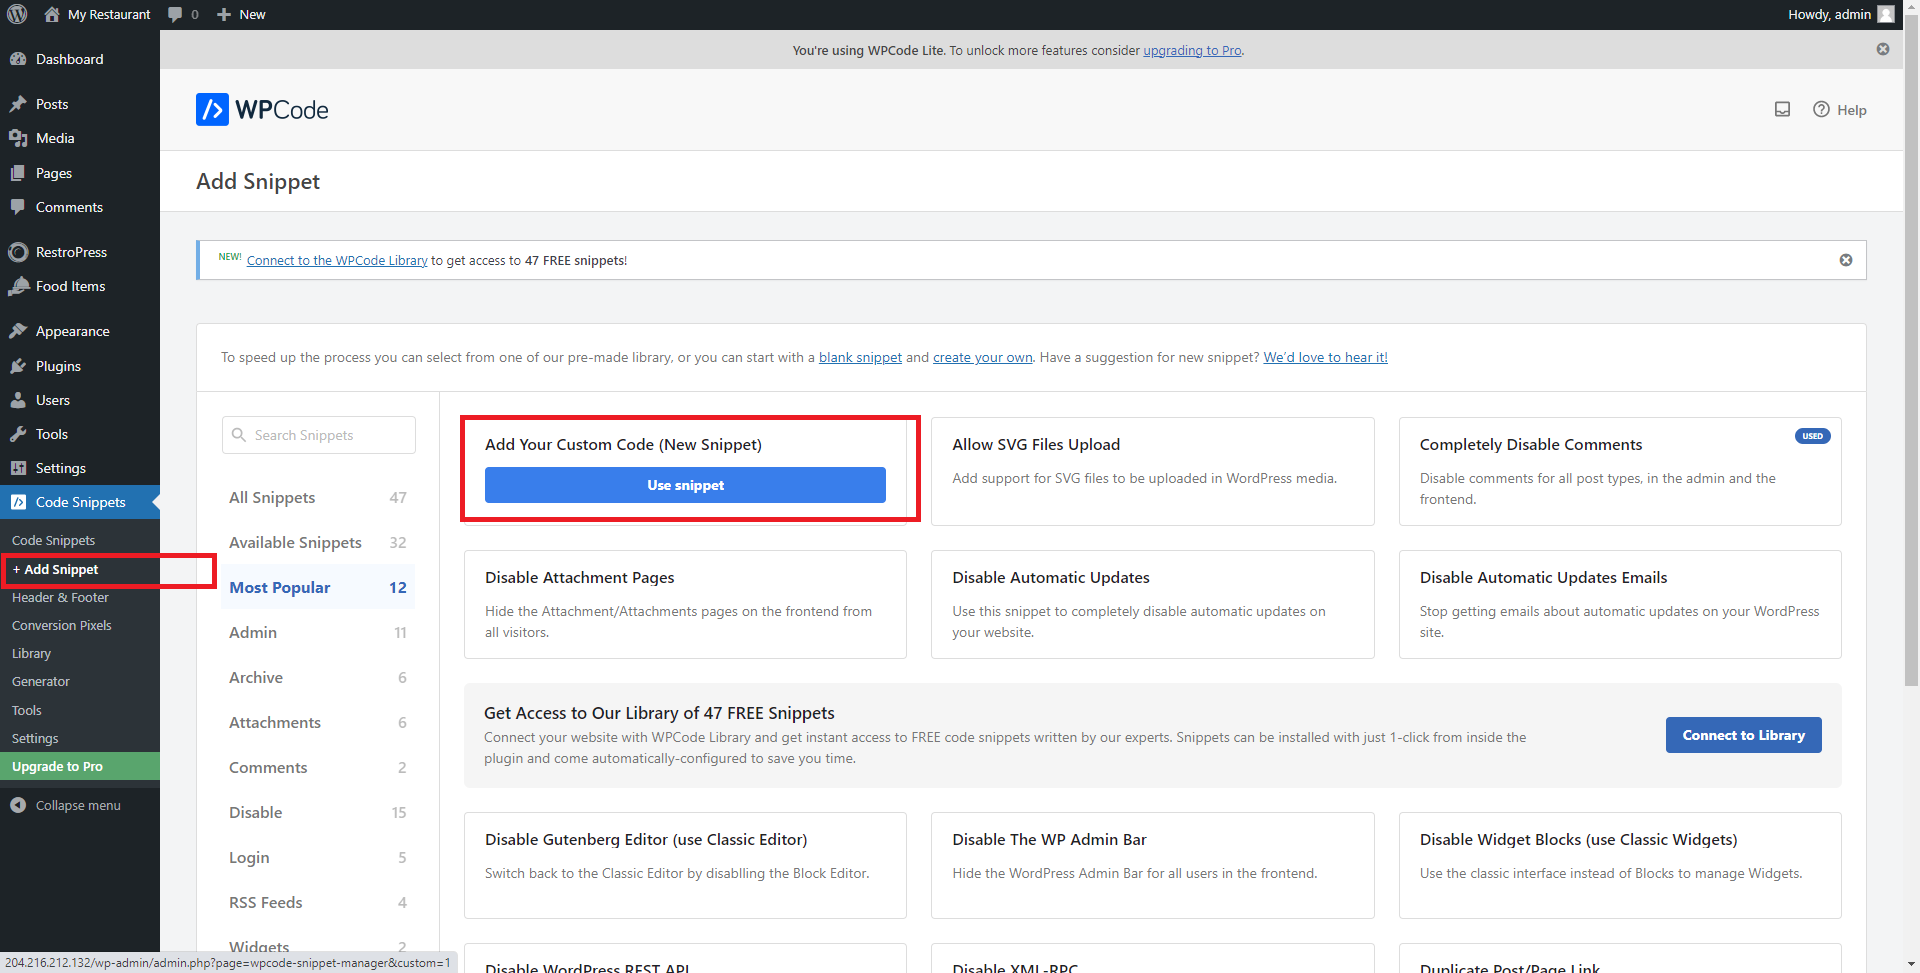 My Restaurant
0
New
Howdy, admin
Dashboard
Posts
Media
Pages
Comments
RestroPress
Food Items
Appearance
Plugins
Users
Tools
Settings
Code Snippets
Code Snippets
+ Add Snippet
Header & Footer
Conversion Pixels
Library
Generator
Tools
Settings
Upgrade to Pro
Collapse menu
You're using WPCode Lite. To unlock more features consider upgrading to Pro.
WPCode
Help
Add Snippet
NEW! Connect to the WPCode Library to get access to 47 FREE snippets!
To speed up the process you can select from one of our pre-made library, or you can start with a blank snippet and create your own. Have a suggestion for new snippet? We'd love to hear it!
Search Snippets
All Snippets 47
Available Snippets 32
Most Popular 12
Admin 11
Archive 6
Attachments 6
Comments 2
Disable 15
Login 5
RSS Feeds 4
Widgets 2
Add Your Custom Code (New Snippet)
Use snippet
Allow SVG Files Upload
Add support for SVG files to be uploaded in WordPress media.
Completely Disable Comments
USED
Disable comments for all post types, in the admin and the
frontend.
Disable Attachment Pages
Hide the Attachment/Attachments pages on the frontend from
all visitors.
Disable Automatic Updates
Use this snippet to completely disable automatic updates on
your website.
Disable Automatic Updates Emails
Stop getting emails about automatic updates on your WordPress
site.
Get Access to Our Library of 47 FREE Snippets
Connect your website with WPCode Library and get instant access to FREE code snippets written by our experts. Snippets can be installed with just 1-click from inside the
plugin and come automatically-configured to save you time.
Connect to Library
Disable Gutenberg Editor (use Classic Editor)
Switch back to the Classic Editor by disablling the Block Editor.
Disable The WP Admin Bar
Hide the WordPress Admin Bar for all users in the frontend.
Disable Widget Blocks (use Classic Widgets)
Use the classic interface instead of Blocks to manage Widgets.
Disable WordPress REST API
Disable XML-RPC
Duplicate Post/Page Link
204.216.212.132/wp-admin/admin.php?page=wpcode-snippet-manager&custom=1